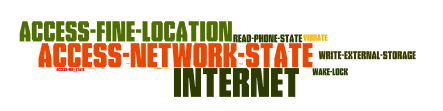 ACCESS-FINE-LOCATION READ-PHONE-STATE VIBRATE
ACCESS-NETWORK-STATE WRITE-EXTERNAL-STORAGE
INTERNET WAKE-LOCK